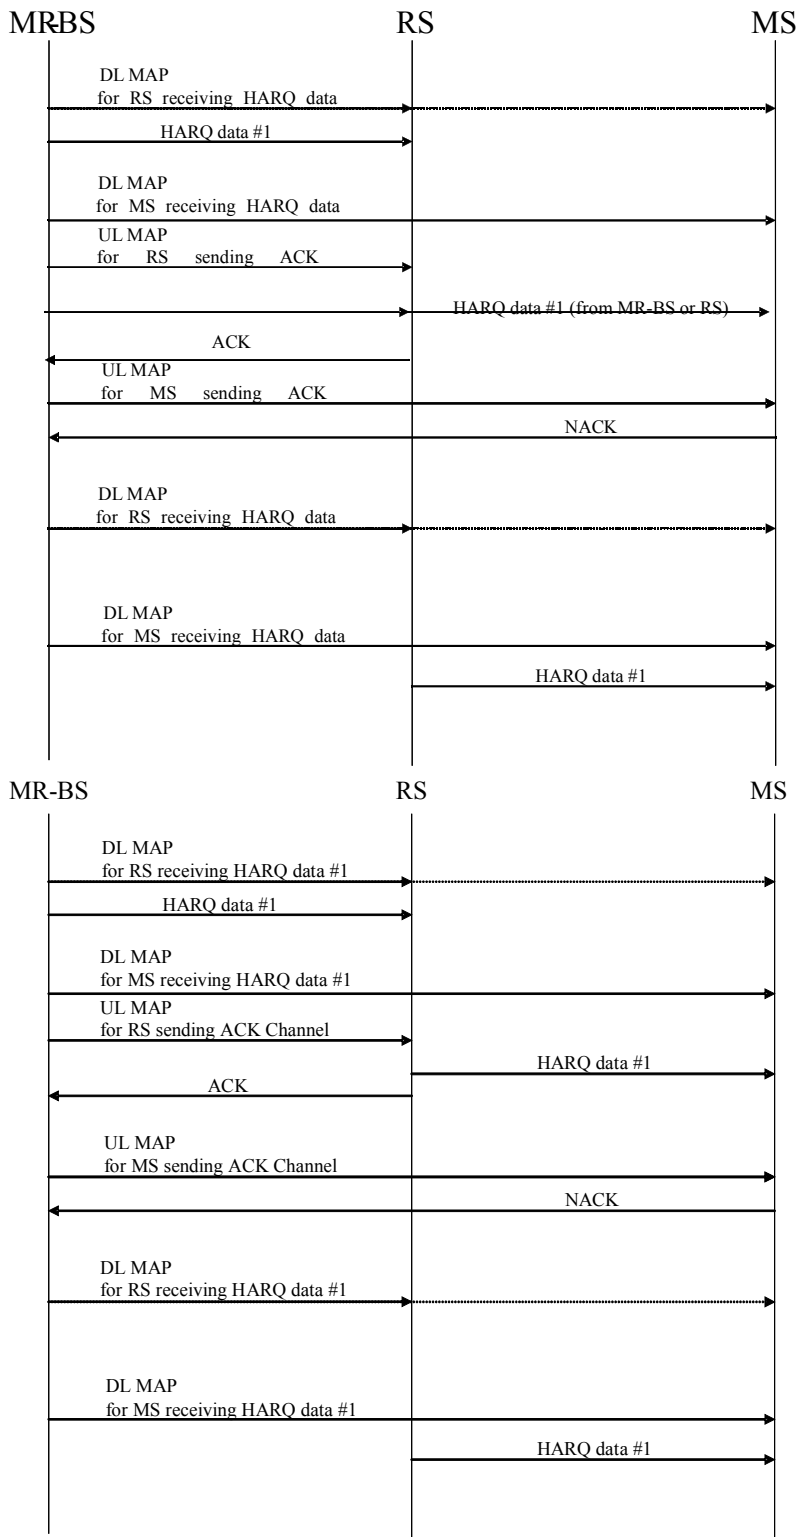 MR-BS RS MS
DL MAP
for RS receiving HARQ data
HARQ data #1
DL MAP
for MS receiving HARQ data
UL MAP
for RS sending ACK
HARQ data #1 (from MR-BS or RS)
ACK
UL MAP
for MS sending ACK
NACK
DL MAP
for RS receiving HARQ data
DL MAP
for MS receiving HARQ data
HARQ data #1
MR-BS RS MS
DL MAP
for RS receiving HARQ data #1
HARQ data #1
DL MAP
for MS receiving HARQ data #1
UL MAP
for RS sending ACK Channel
HARQ data #1
ACK
UL MAP
for MS sending ACK Channel
NACK
DL MAP
for RS receiving HARQ data #1
DL MAP
for MS receiving HARQ data #1
HARQ data #1